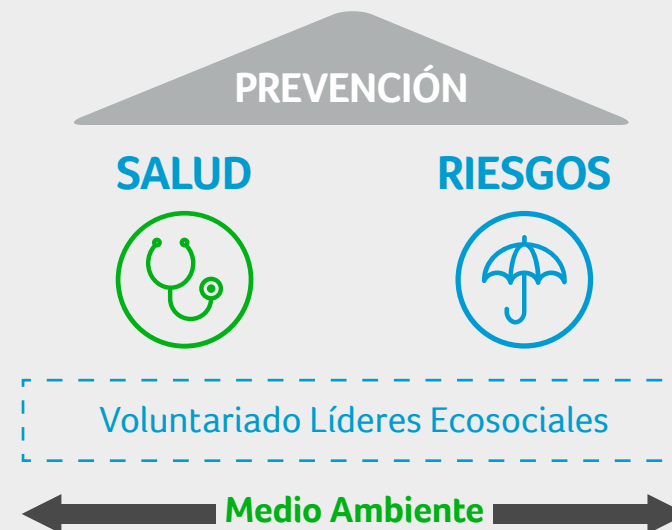 PREVENCIÓN
SALUD
RIESGOS
Voluntariado Líderes Ecosociales
Medio Ambiente